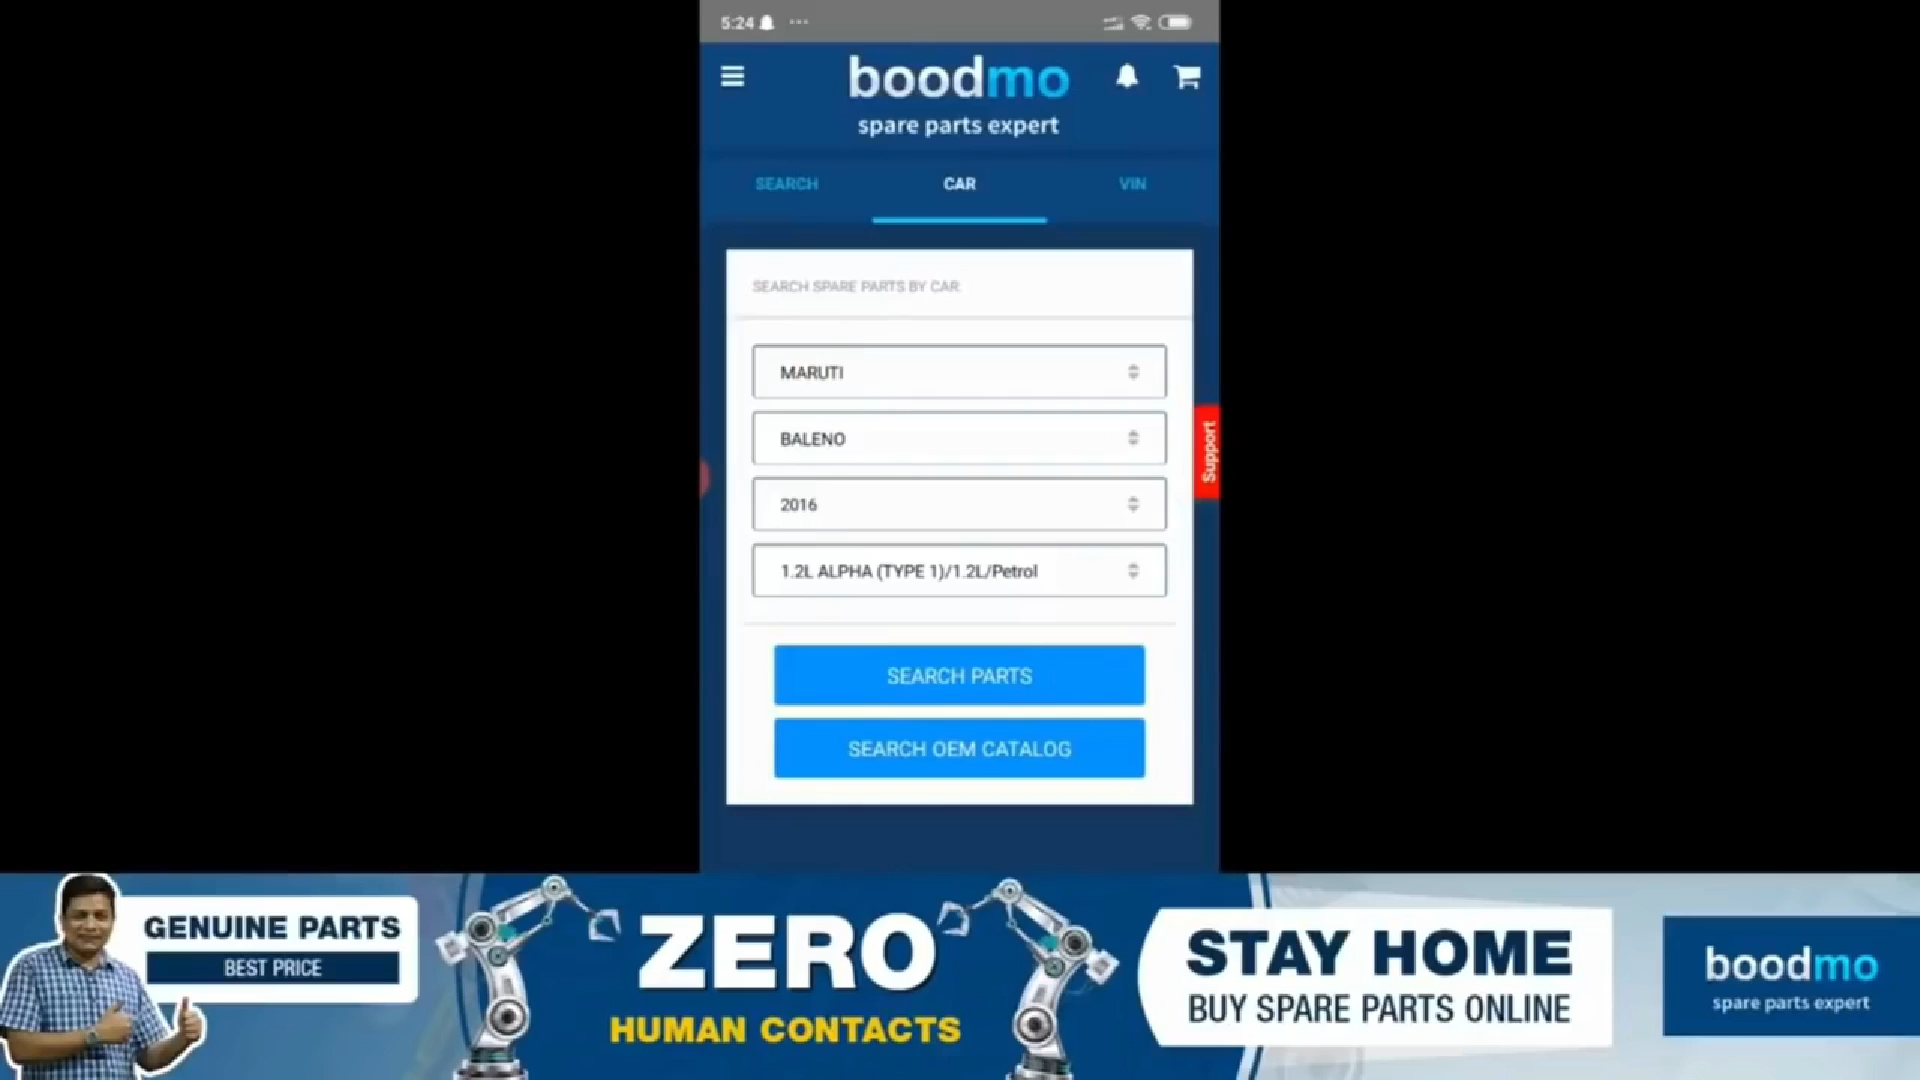 5:24
boodmo
spare parts expert
SEARCH
CAR
VIN
SEARCH SPARE PARTS BY CAR
MARUTI
BALENO
2016
1.2L ALPHA (TYPE 1)/1.2L/Petrol
SEARCH PARTS
SEARCH OEM CATALOG
Support
GENUINE PARTS
BEST PRICE
ZERO
HUMAN CONTACTS
STAY HOME
BUY SPARE PARTS ONLINE
boodmo
spare parts expert